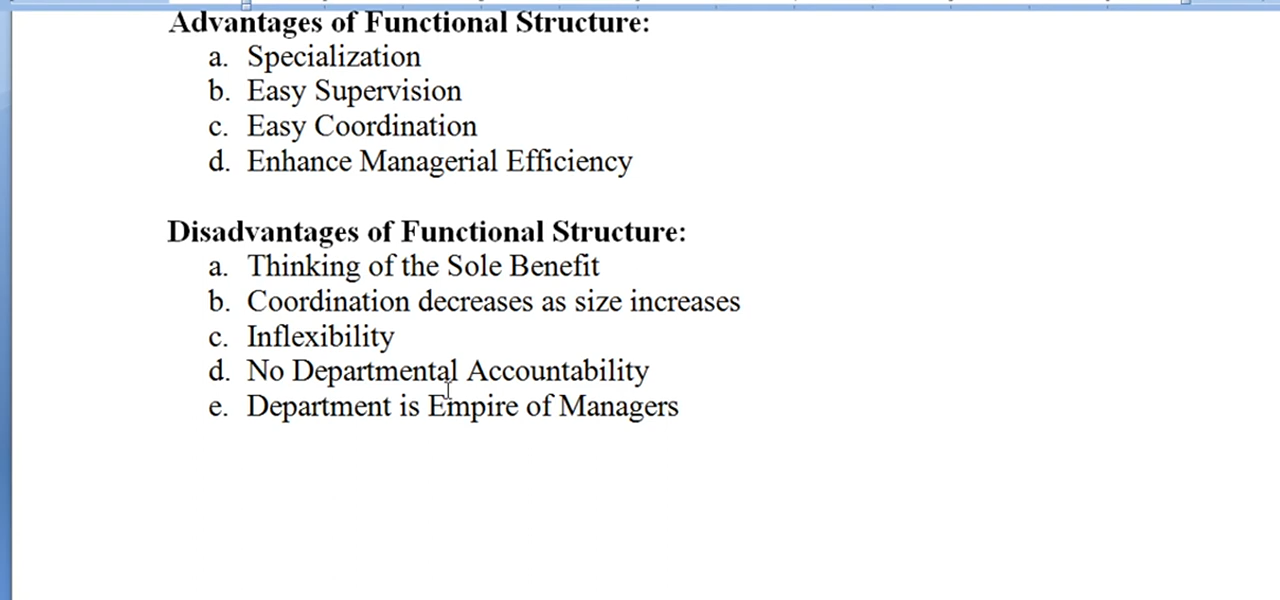 Advantages of Functional Structure:
a. Specialization
b. Easy Supervision
c. Easy Coordination
d. Enhance Managerial Efficiency
Disadvantages of Functional Structure:
a. Thinking of the Sole Benefit
b. Coordination decreases as size increases
c. Inflexibility
d. No Departmental Accountability
e. Department is Empire of Managers